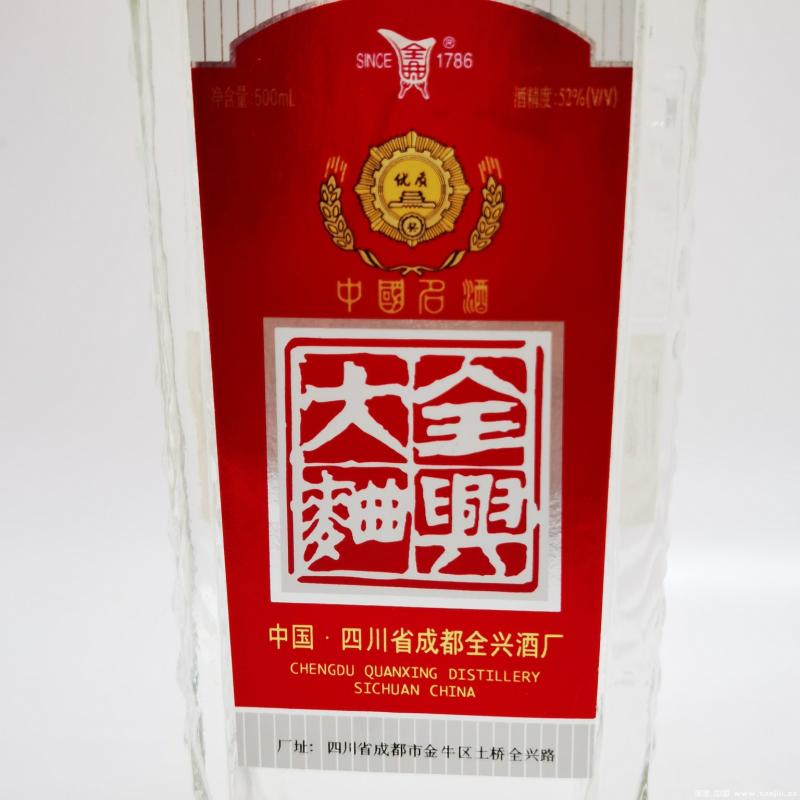 SINCE 全興 ® 1786
净含量:500mL 酒精度:52%(V/V)
优质
奖
中國名酒
全興
大麯
中国·四川省成都全兴酒厂
CHENGDU QUANXING DISTILLERY
SICHUAN CHINA
厂址：四川省成都市金牛区土桥全兴路